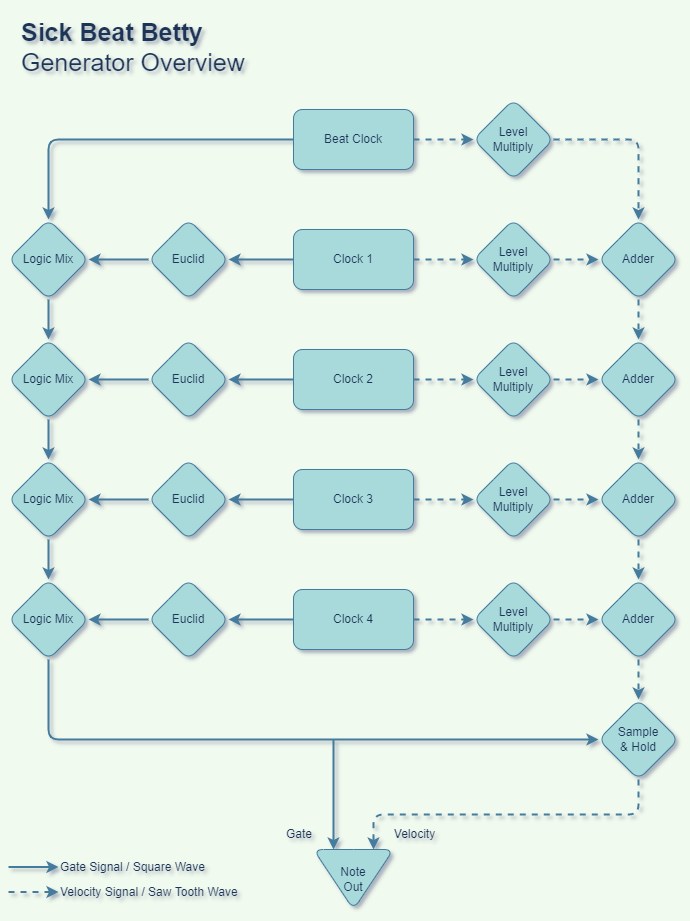 Sick Beat Betty
Generator Overview
Beat Clock
Level
Multiply
Logic Mix
Euclid
Clock 1
Level
Multiply
Adder
Logic Mix
Euclid
Clock 2
Level
Multiply
Adder
Logic Mix
Euclid
Clock 3
Level
Multiply
Adder
Logic Mix
Euclid
Clock 4
Level
Multiply
Adder
Sample
& Hold
Gate
Velocity
Note
Out
Gate Signal / Square Wave
Velocity Signal / Saw Tooth Wave